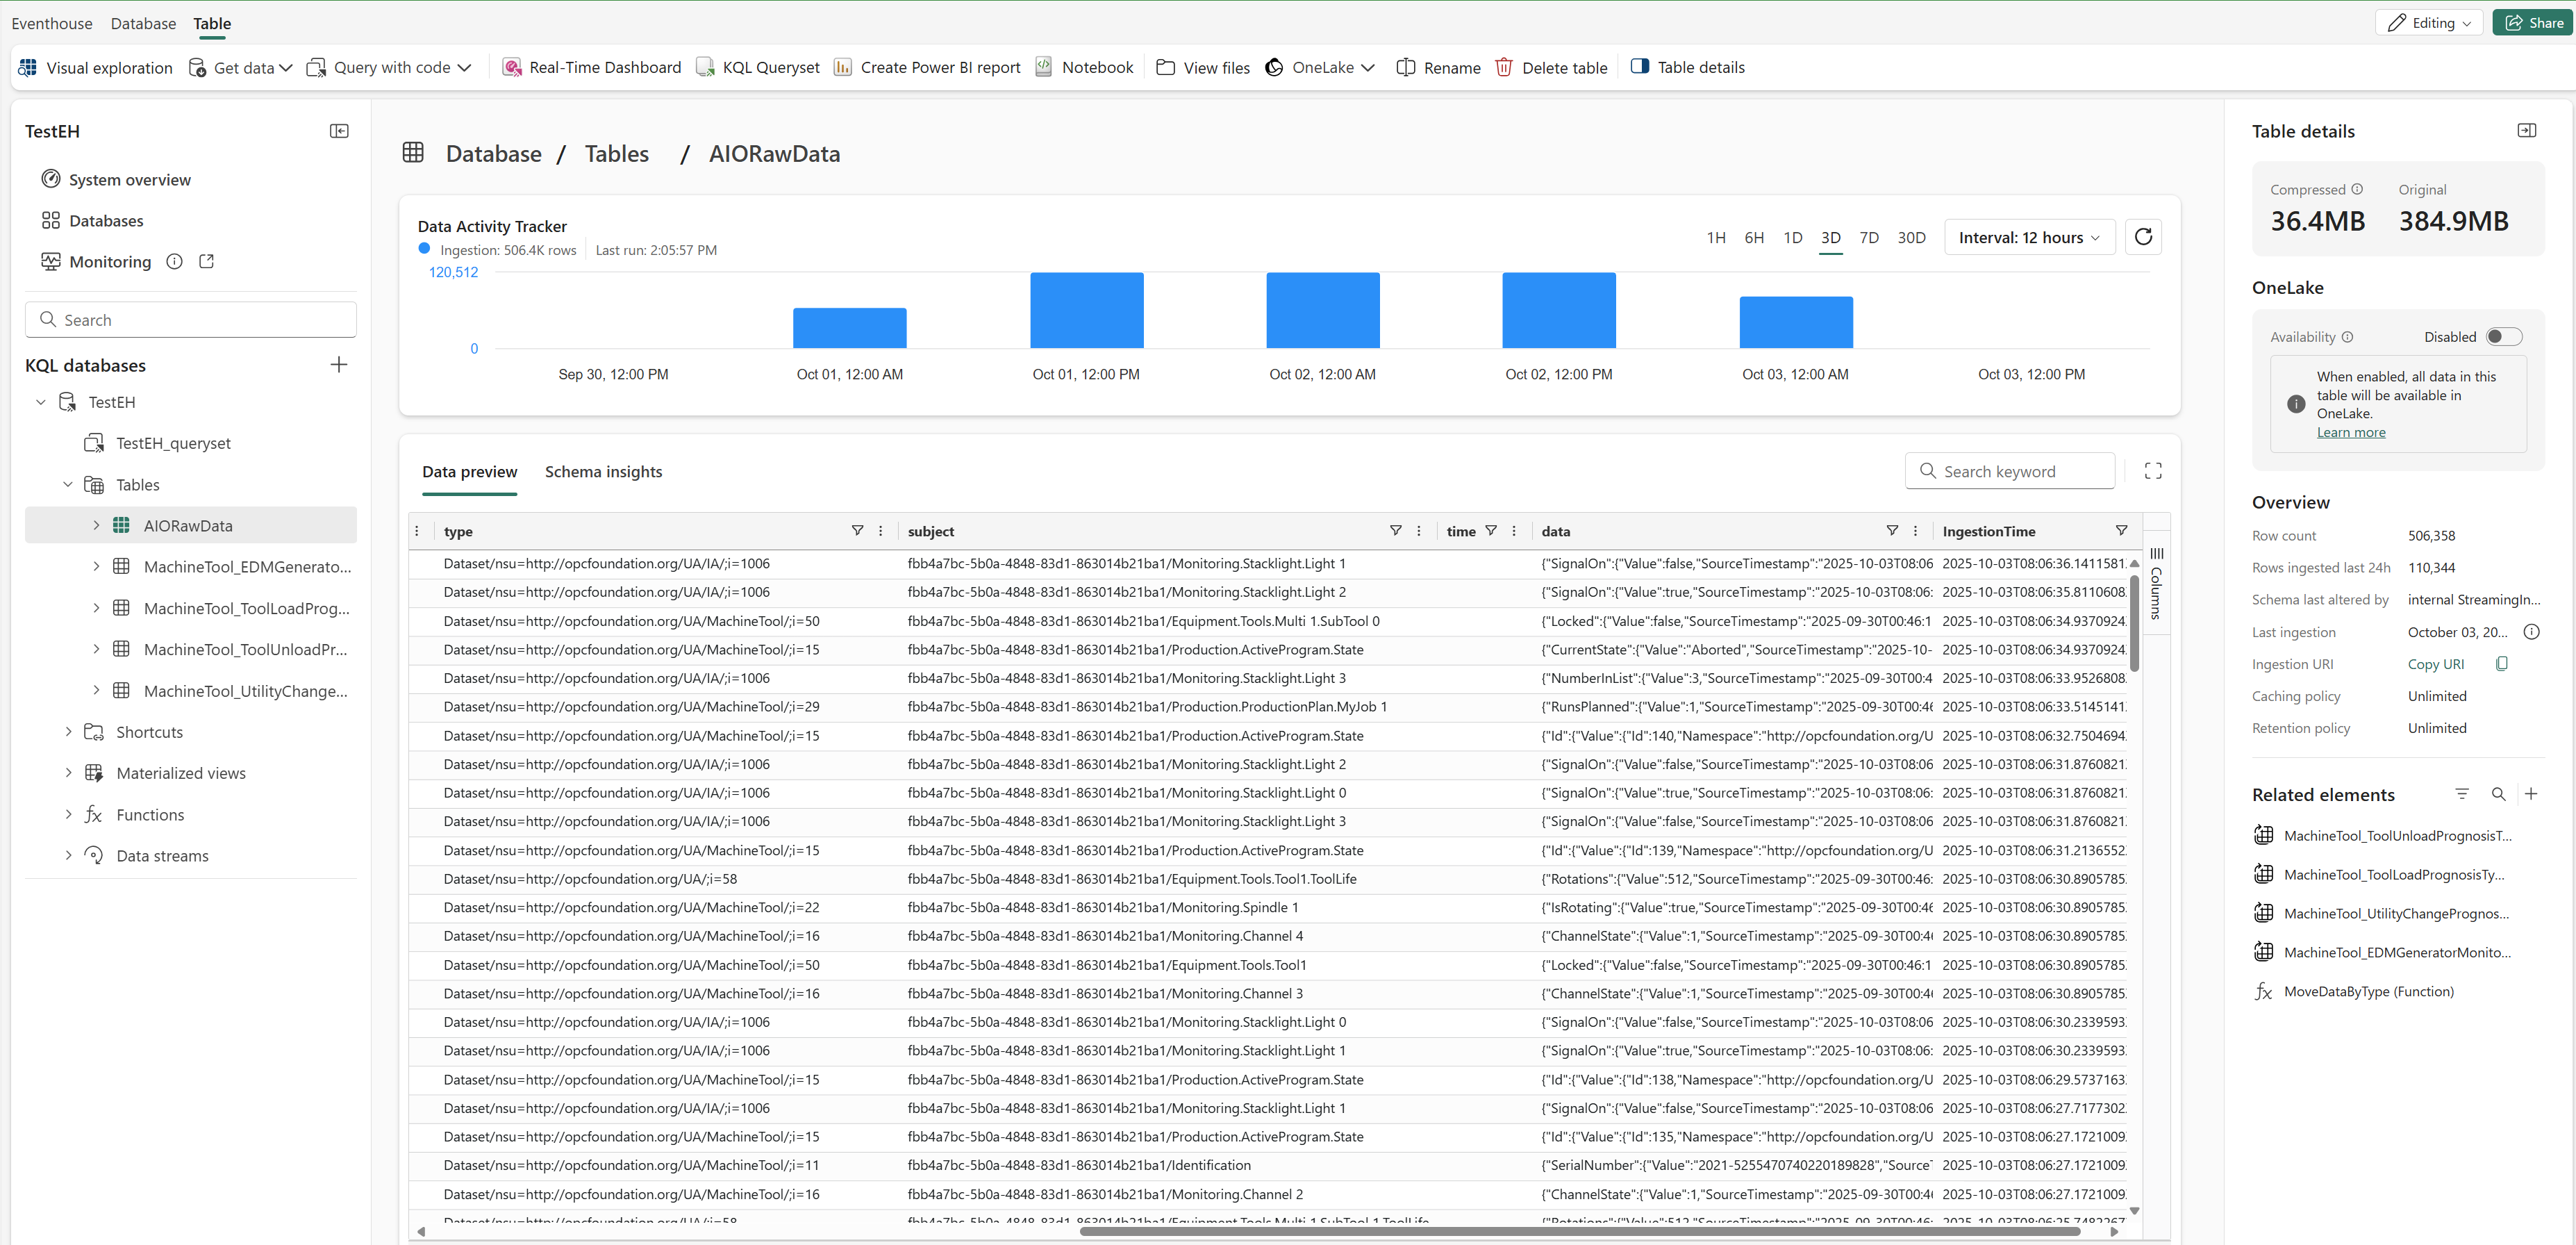 Eventhouse Database Table
Editing Share
Visual exploration Get data Query with code Real-Time Dashboard KQL Queryset Create Power BI report Notebook View files OneLake Rename Delete table Table details
TestEH
System overview
Databases
Monitoring
Search
KQL databases
TestEH
TestEH_queryset
Tables
AIORawData
MachineTool_EDMGenerato...
MachineTool_ToolLoadProg...
MachineTool_ToolUnloadPr...
MachineTool_UtilityChange...
Shortcuts
Materialized views
Functions
Data streams
Database / Tables / AIORawData
Data Activity Tracker
Ingestion: 506.4K rows Last run: 2:05:57 PM
1H 6H 1D 3D 7D 30D Interval: 12 hours
120,512
0
Sep 30, 12:00 PM Oct 01, 12:00 AM Oct 01, 12:00 PM Oct 02, 12:00 AM Oct 02, 12:00 PM Oct 03, 12:00 AM Oct 03, 12:00 PM
Data preview Schema insights
Search keyword
type subject time data IngestionTime
Dataset/nsu=http://opcfoundation.org/UA/IA/;i=1006 fbb4a7bc-5b0a-4848-83d1-863014b21ba1/Monitoring.Stacklight.Light 1 {"SignalOn":{"Value":false,"SourceTimestamp":"2025-10-03T08:06 2025-10-03T08:06:36.1411581
Dataset/nsu=http://opcfoundation.org/UA/IA/;i=1006 fbb4a7bc-5b0a-4848-83d1-863014b21ba1/Monitoring.Stacklight.Light 2 {"SignalOn":{"Value":true,"SourceTimestamp":"2025-10-03T08:06: 2025-10-03T08:06:35.8110608
Dataset/nsu=http://opcfoundation.org/UA/MachineTool/;i=50 fbb4a7bc-5b0a-4848-83d1-863014b21ba1/Equipment.Tools.Multi 1.SubTool 0 {"Locked":{"Value":false,"SourceTimestamp":"2025-09-30T00:46:1 2025-10-03T08:06:34.9370924
Dataset/nsu=http://opcfoundation.org/UA/MachineTool/;i=15 fbb4a7bc-5b0a-4848-83d1-863014b21ba1/Production.ActiveProgram.State {"CurrentState":{"Value":"Aborted","SourceTimestamp":"2025-10- 2025-10-03T08:06:34.9370924
Dataset/nsu=http://opcfoundation.org/UA/IA/;i=1006 fbb4a7bc-5b0a-4848-83d1-863014b21ba1/Monitoring.Stacklight.Light 3 {"NumberInList":{"Value":3,"SourceTimestamp":"2025-09-30T00:4 2025-10-03T08:06:33.9526808
Dataset/nsu=http://opcfoundation.org/UA/MachineTool/;i=29 fbb4a7bc-5b0a-4848-83d1-863014b21ba1/Production.ProductionPlan.MyJob 1 {"RunsPlanned":{"Value":1,"SourceTimestamp":"2025-09-30T00:46 2025-10-03T08:06:33.5145141
Dataset/nsu=http://opcfoundation.org/UA/MachineTool/;i=15 fbb4a7bc-5b0a-4848-83d1-863014b21ba1/Production.ActiveProgram.State {"Id":{"Value":{"Id":140,"Namespace":"http://opcfoundation.org/U 2025-10-03T08:06:32.7504694
Dataset/nsu=http://opcfoundation.org/UA/IA/;i=1006 fbb4a7bc-5b0a-4848-83d1-863014b21ba1/Monitoring.Stacklight.Light 2 {"SignalOn":{"Value":false,"SourceTimestamp":"2025-10-03T08:06 2025-10-03T08:06:31.8760821
Dataset/nsu=http://opcfoundation.org/UA/IA/;i=1006 fbb4a7bc-5b0a-4848-83d1-863014b21ba1/Monitoring.Stacklight.Light 0 {"SignalOn":{"Value":true,"SourceTimestamp":"2025-10-03T08:06: 2025-10-03T08:06:31.8760821
Dataset/nsu=http://opcfoundation.org/UA/IA/;i=1006 fbb4a7bc-5b0a-4848-83d1-863014b21ba1/Monitoring.Stacklight.Light 3 {"SignalOn":{"Value":false,"SourceTimestamp":"2025-10-03T08:06 2025-10-03T08:06:31.8760821
Dataset/nsu=http://opcfoundation.org/UA/MachineTool/;i=15 fbb4a7bc-5b0a-4848-83d1-863014b21ba1/Production.ActiveProgram.State {"Id":{"Value":{"Id":139,"Namespace":"http://opcfoundation.org/U 2025-10-03T08:06:31.2136552
Dataset/nsu=http://opcfoundation.org/UA/;i=58 fbb4a7bc-5b0a-4848-83d1-863014b21ba1/Equipment.Tools.Tool1.ToolLife {"Rotations":{"Value":512,"SourceTimestamp":"2025-09-30T00:46: 2025-10-03T08:06:30.8905785
Dataset/nsu=http://opcfoundation.org/UA/MachineTool/;i=22 fbb4a7bc-5b0a-4848-83d1-863014b21ba1/Monitoring.Spindle 1 {"IsRotating":{"Value":true,"SourceTimestamp":"2025-09-30T00:46 2025-10-03T08:06:30.8905785
Dataset/nsu=http://opcfoundation.org/UA/MachineTool/;i=16 fbb4a7bc-5b0a-4848-83d1-863014b21ba1/Monitoring.Channel 4 {"ChannelState":{"Value":1,"SourceTimestamp":"2025-09-30T00:46 2025-10-03T08:06:30.8905785
Dataset/nsu=http://opcfoundation.org/UA/MachineTool/;i=50 fbb4a7bc-5b0a-4848-83d1-863014b21ba1/Equipment.Tools.Tool1 {"Locked":{"Value":false,"SourceTimestamp":"2025-09-30T00:46:1 2025-10-03T08:06:30.8905785
Dataset/nsu=http://opcfoundation.org/UA/MachineTool/;i=16 fbb4a7bc-5b0a-4848-83d1-863014b21ba1/Monitoring.Channel 3 {"ChannelState":{"Value":1,"SourceTimestamp":"2025-09-30T00:46 2025-10-03T08:06:30.8905785
Dataset/nsu=http://opcfoundation.org/UA/IA/;i=1006 fbb4a7bc-5b0a-4848-83d1-863014b21ba1/Monitoring.Stacklight.Light 0 {"SignalOn":{"Value":false,"SourceTimestamp":"2025-10-03T08:06 2025-10-03T08:06:30.2339593
Dataset/nsu=http://opcfoundation.org/UA/IA/;i=1006 fbb4a7bc-5b0a-4848-83d1-863014b21ba1/Monitoring.Stacklight.Light 1 {"SignalOn":{"Value":true,"SourceTimestamp":"2025-10-03T08:06: 2025-10-03T08:06:30.2339593
Dataset/nsu=http://opcfoundation.org/UA/MachineTool/;i=15 fbb4a7bc-5b0a-4848-83d1-863014b21ba1/Production.ActiveProgram.State {"Id":{"Value":{"Id":138,"Namespace":"http://opcfoundation.org/U 2025-10-03T08:06:29.5737163
Dataset/nsu=http://opcfoundation.org/UA/IA/;i=1006 fbb4a7bc-5b0a-4848-83d1-863014b21ba1/Monitoring.Stacklight.Light 1 {"SignalOn":{"Value":false,"SourceTimestamp":"2025-10-03T08:06 2025-10-03T08:06:27.7177302
Dataset/nsu=http://opcfoundation.org/UA/MachineTool/;i=15 fbb4a7bc-5b0a-4848-83d1-863014b21ba1/Production.ActiveProgram.State {"Id":{"Value":{"Id":135,"Namespace":"http://opcfoundation.org/U 2025-10-03T08:06:27.1721009
Dataset/nsu=http://opcfoundation.org/UA/MachineTool/;i=11 fbb4a7bc-5b0a-4848-83d1-863014b21ba1/Identification {"SerialNumber":{"Value":"2021-5255470740220189828","Source 2025-10-03T08:06:27.1721009
Dataset/nsu=http://opcfoundation.org/UA/MachineTool/;i=16 fbb4a7bc-5b0a-4848-83d1-863014b21ba1/Monitoring.Channel 2 {"ChannelState":{"Value":1,"SourceTimestamp":"2025-09-30T00:46 2025-10-03T08:06:27.1721009
Columns
Table details
Compressed Original
36.4MB 384.9MB
OneLake
Availability Disabled
When enabled, all data in this
table will be available in
OneLake.
Learn more
Overview
Row count 506,358
Rows ingested last 24h 110,344
Schema last altered by internal StreamingIn...
Last ingestion October 03, 20...
Ingestion URI Copy URI
Caching policy Unlimited
Retention policy Unlimited
Related elements
MachineTool_ToolUnloadPrognosisT...
MachineTool_ToolLoadPrognosisTy...
MachineTool_UtilityChangePrognos...
MachineTool_EDMGeneratorMonito...
MoveDataByType (Function)